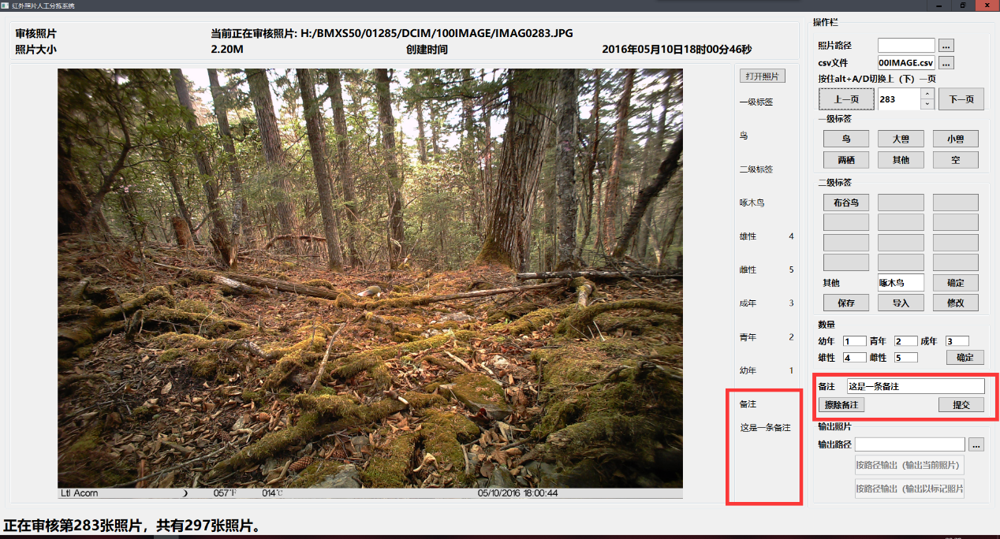 红外照片人工分拣系统
审核照片
当前正在审核照片: H:/BMXS50/01285/DCIM/100IMAGE/IMAG0283.JPG
照片大小
2.20M
创建时间
2016年05月10日18时00分46秒
Ltl Acorn
057°F
014℃
05/10/2016 18:00:44
打开照片
一级标签
鸟
二级标签
啄木鸟
雄性 4
雌性 5
成年 3
青年 2
幼年 1
备注
这是一条备注
操作栏
照片路径 ...
csv文件 00IMAGE.csv ...
按住alt+A/D切换上（下）一页
上一页 283 下一页
一级标签
鸟 大兽 小兽
两栖 其他 空
二级标签
布谷鸟
其他 啄木鸟 确定
保存 导入 修改
数量
幼年 1 青年 2 成年 3
雄性 4 雌性 5 确定
备注 这是一条备注
擦除备注 提交
输出照片
输出路径 ...
按路径输出（输出当前照片）
按路径输出（输出以标记照片
正在审核第283张照片，共有297张照片。